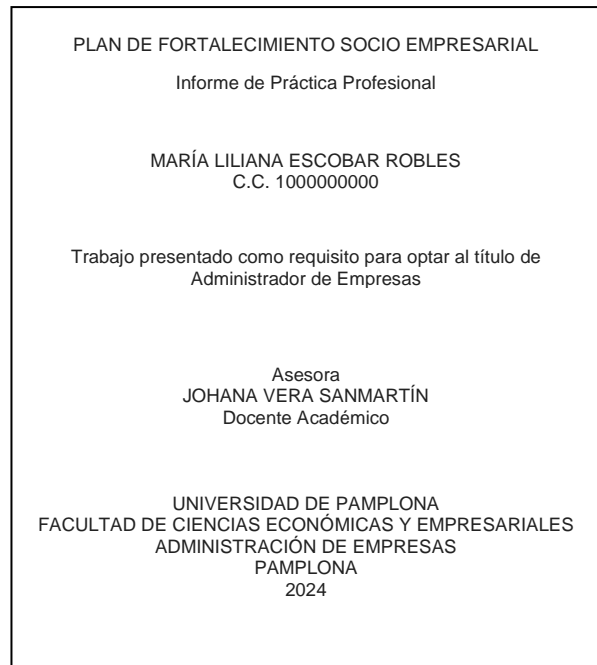 PLAN DE FORTALECIMIENTO SOCIO EMPRESARIAL
Informe de Práctica Profesional
MARÍA LILIANA ESCOBAR ROBLES
C.C. 1000000000
Trabajo presentado como requisito para optar al título de
Administrador de Empresas
Asesora
JOHANA VERA SANMARTÍN
Docente Académico
UNIVERSIDAD DE PAMPLONA
FACULTAD DE CIENCIAS ECONÓMICAS Y EMPRESARIALES
ADMINISTRACIÓN DE EMPRESAS
PAMPLONA
2024